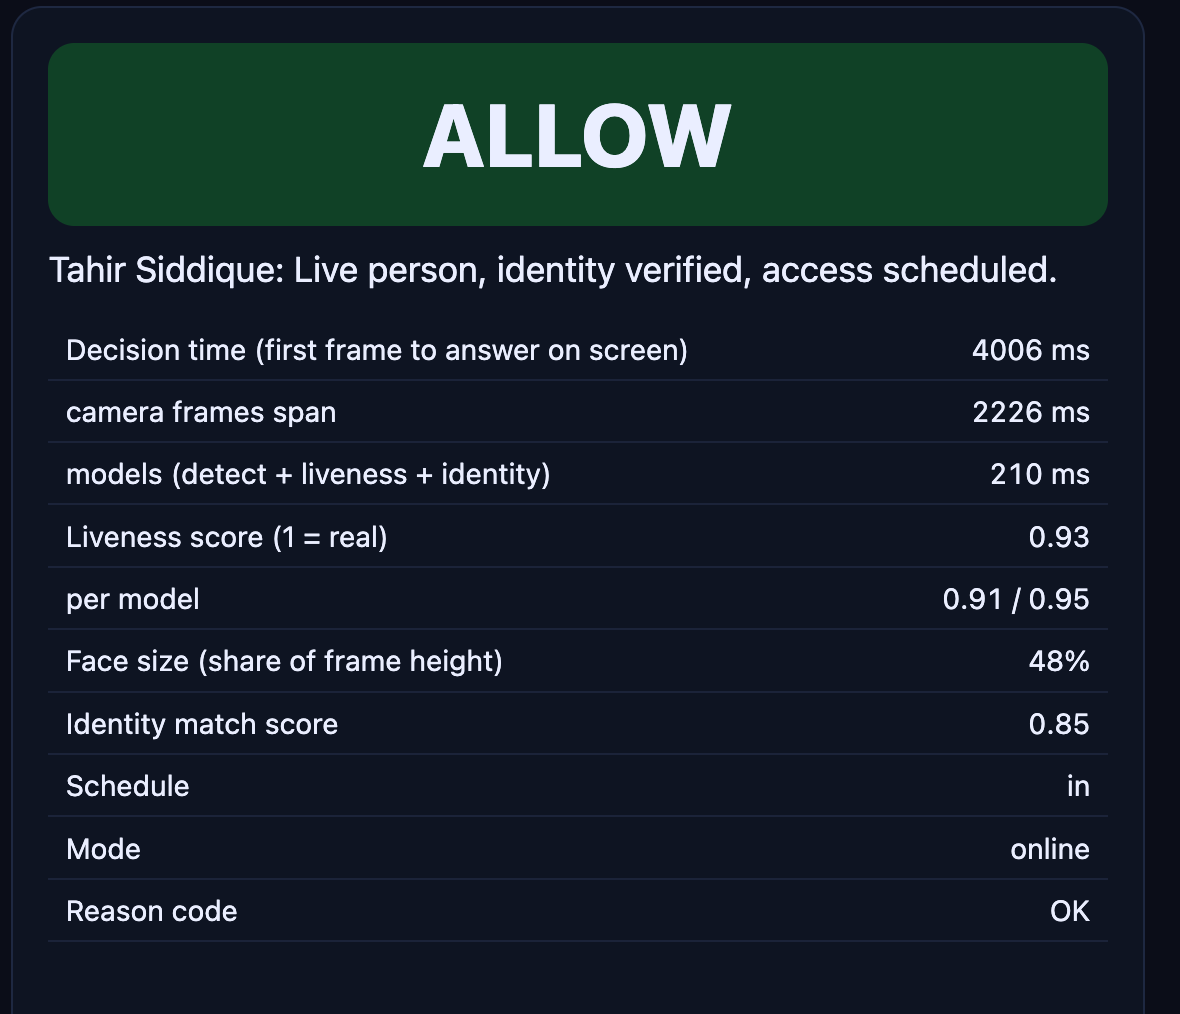 ALLOW
Tahir Siddique: Live person, identity verified, access scheduled.
Decision time (first frame to answer on screen) 4006 ms
camera frames span 2226 ms
models (detect + liveness + identity) 210 ms
Liveness score (1 = real) 0.93
per model 0.91 / 0.95
Face size (share of frame height) 48%
Identity match score 0.85
Schedule in
Mode online
Reason code OK